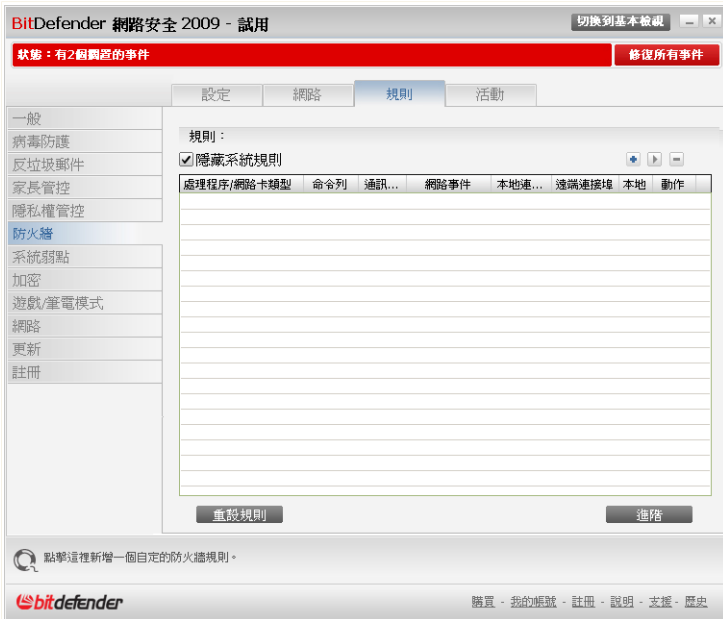 BitDefender 網路安全 2009 - 試用
切換到基本檢視
狀態：有2個擱置的事件
修復所有事件
設定
網路
規則
活動
一般
病毒防護
反垃圾郵件
家長管控
隱私權管控
防火牆
系統弱點
加密
遊戲/筆電模式
網路
更新
註冊
規則：
隱藏系統規則
處理程序/網路卡類型 命令列 通訊... 網路事件 本地連... 遠端連接埠 本地 動作
重設規則
進階
點擊這裡新增一個自定的防火牆規則。
bitdefender
購買 - 我的帳號 - 註冊 - 說明 - 支援 - 歷史